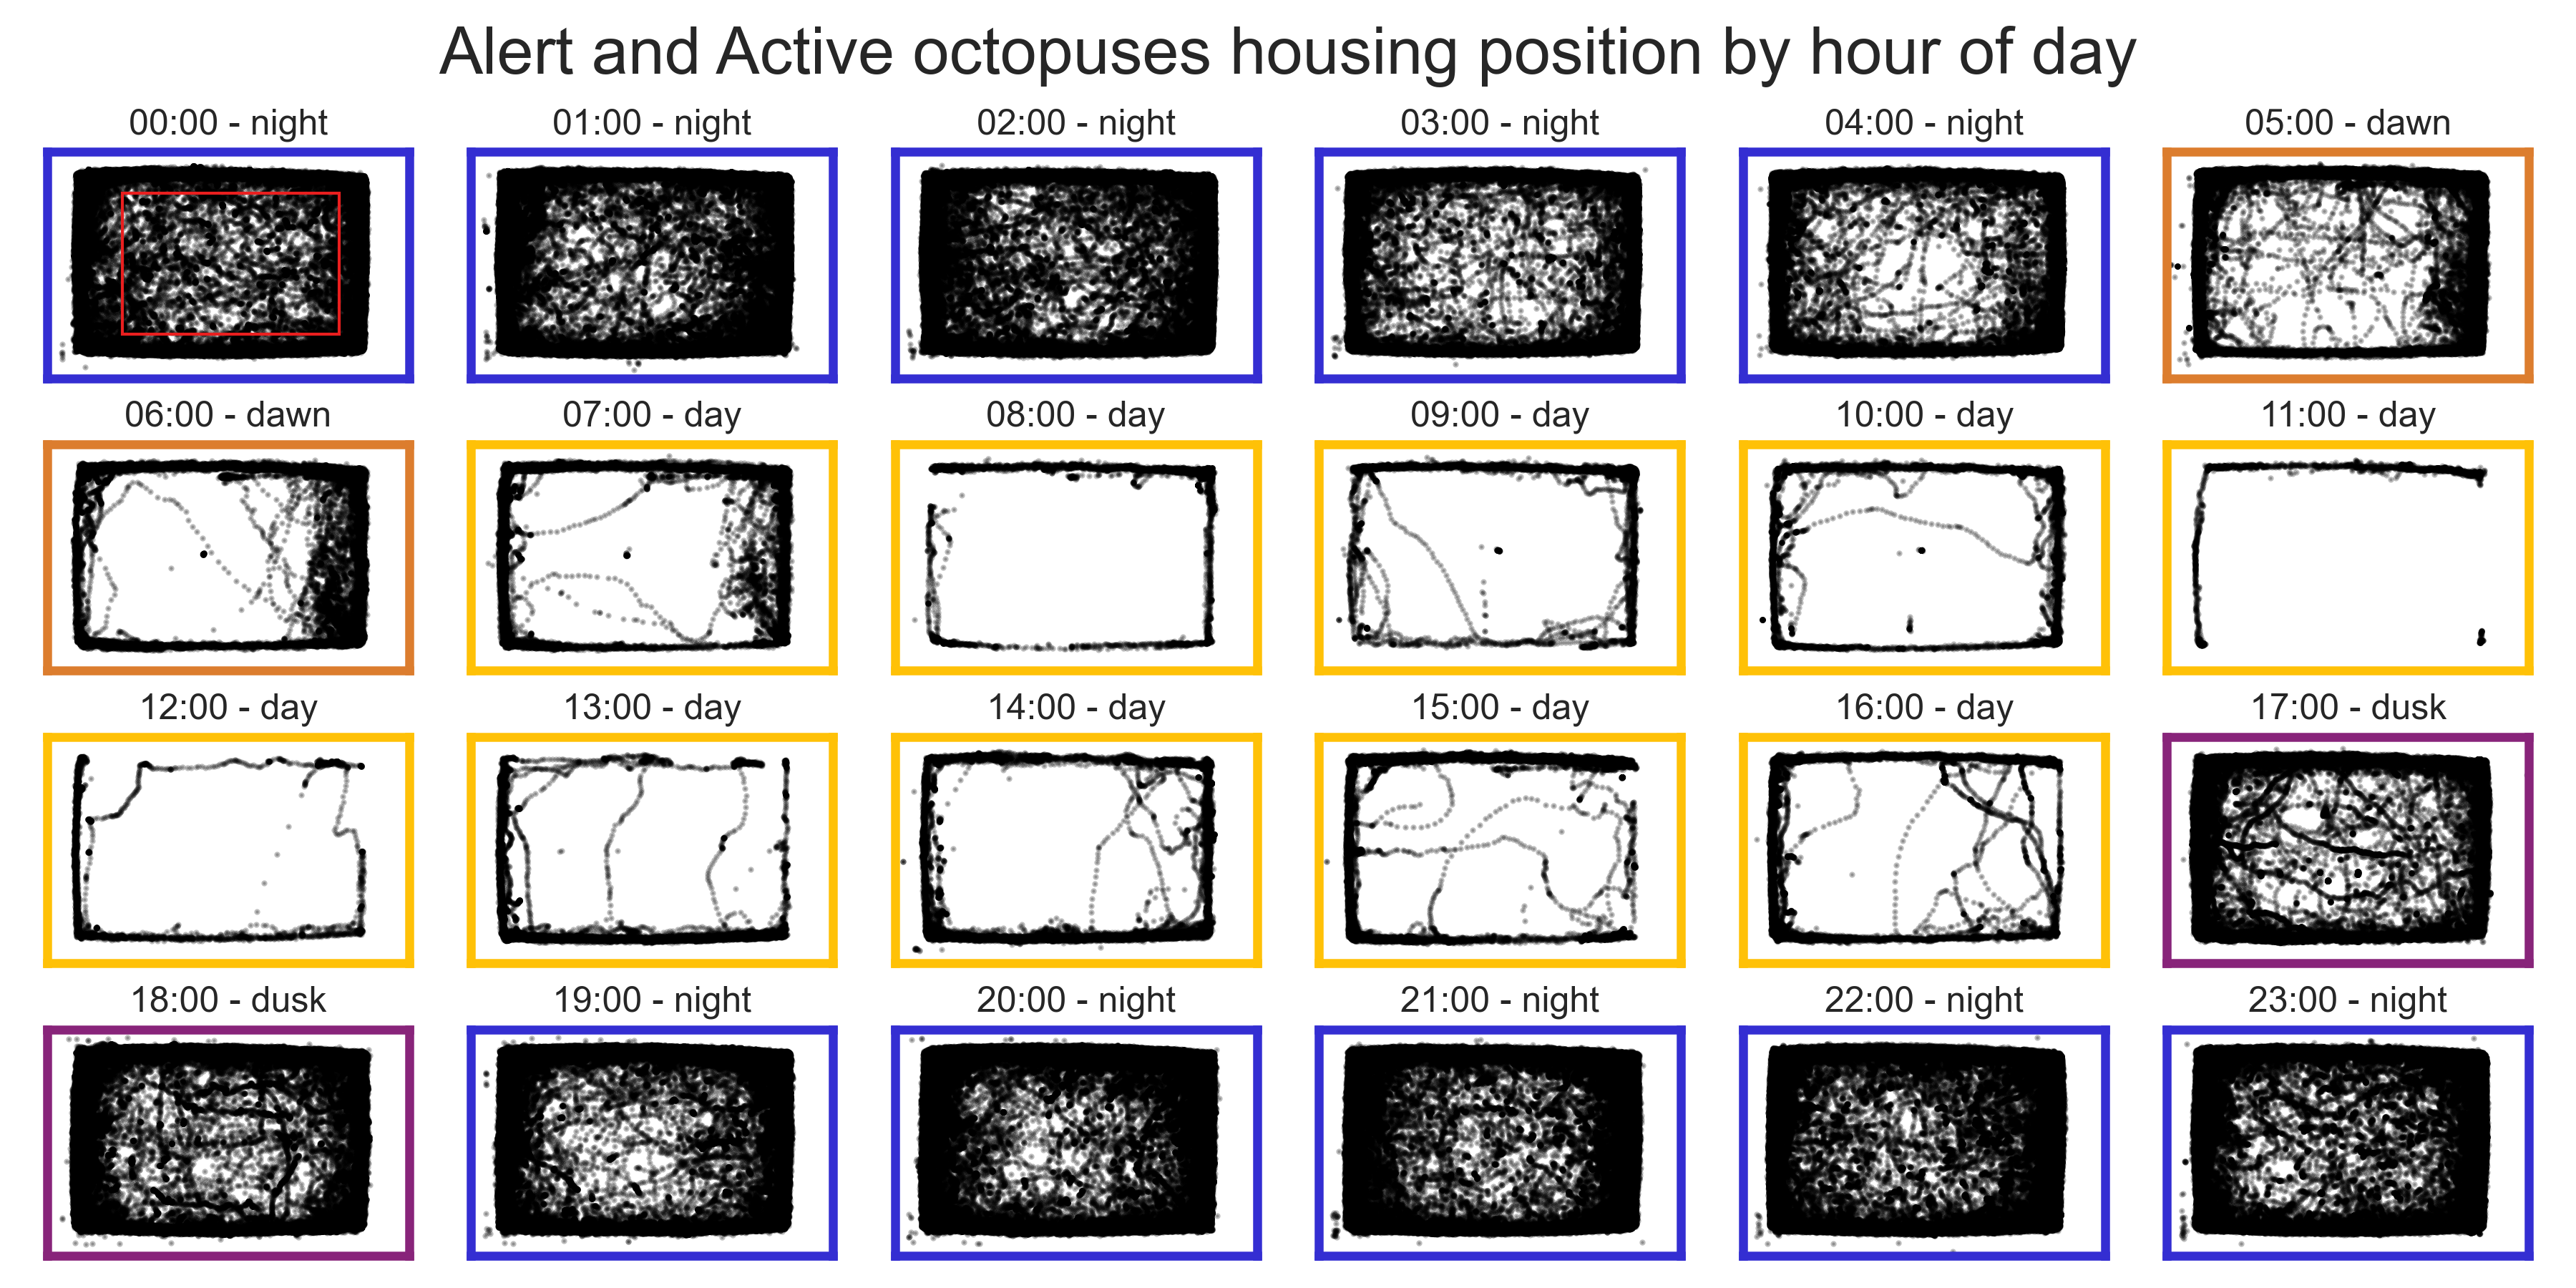 Alert and Active octopuses housing position by hour of day
00:00 - night
01:00 - night
02:00 - night
03:00 - night
04:00 - night
05:00 - dawn
06:00 - dawn
07:00 - day
08:00 - day
09:00 - day
10:00 - day
11:00 - day
12:00 - day
13:00 - day
14:00 - day
15:00 - day
16:00 - day
17:00 - dusk
18:00 - dusk
19:00 - night
20:00 - night
21:00 - night
22:00 - night
23:00 - night